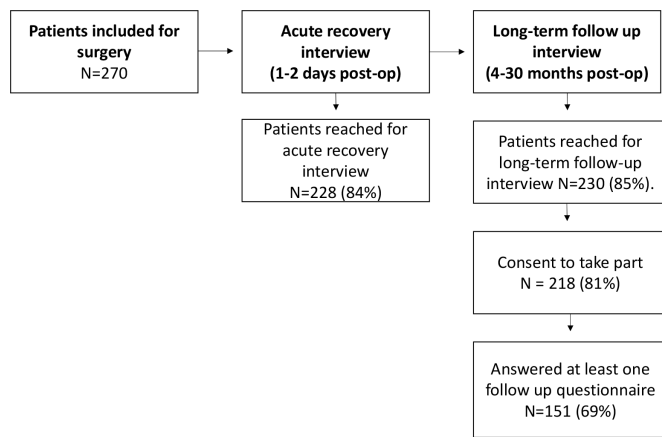 Patients included for
surgery
N=270
Acute recovery
interview
(1-2 days post-op)
Long-term follow up
interview
(4-30 months post-op)
Patients reached for
acute recovery
interview
N=228 (84%)
Patients reached for
long-term follow-up
interview N=230 (85%).
Consent to take part
N = 218 (81%)
Answered at least one
follow up questionnaire
N=151 (69%)